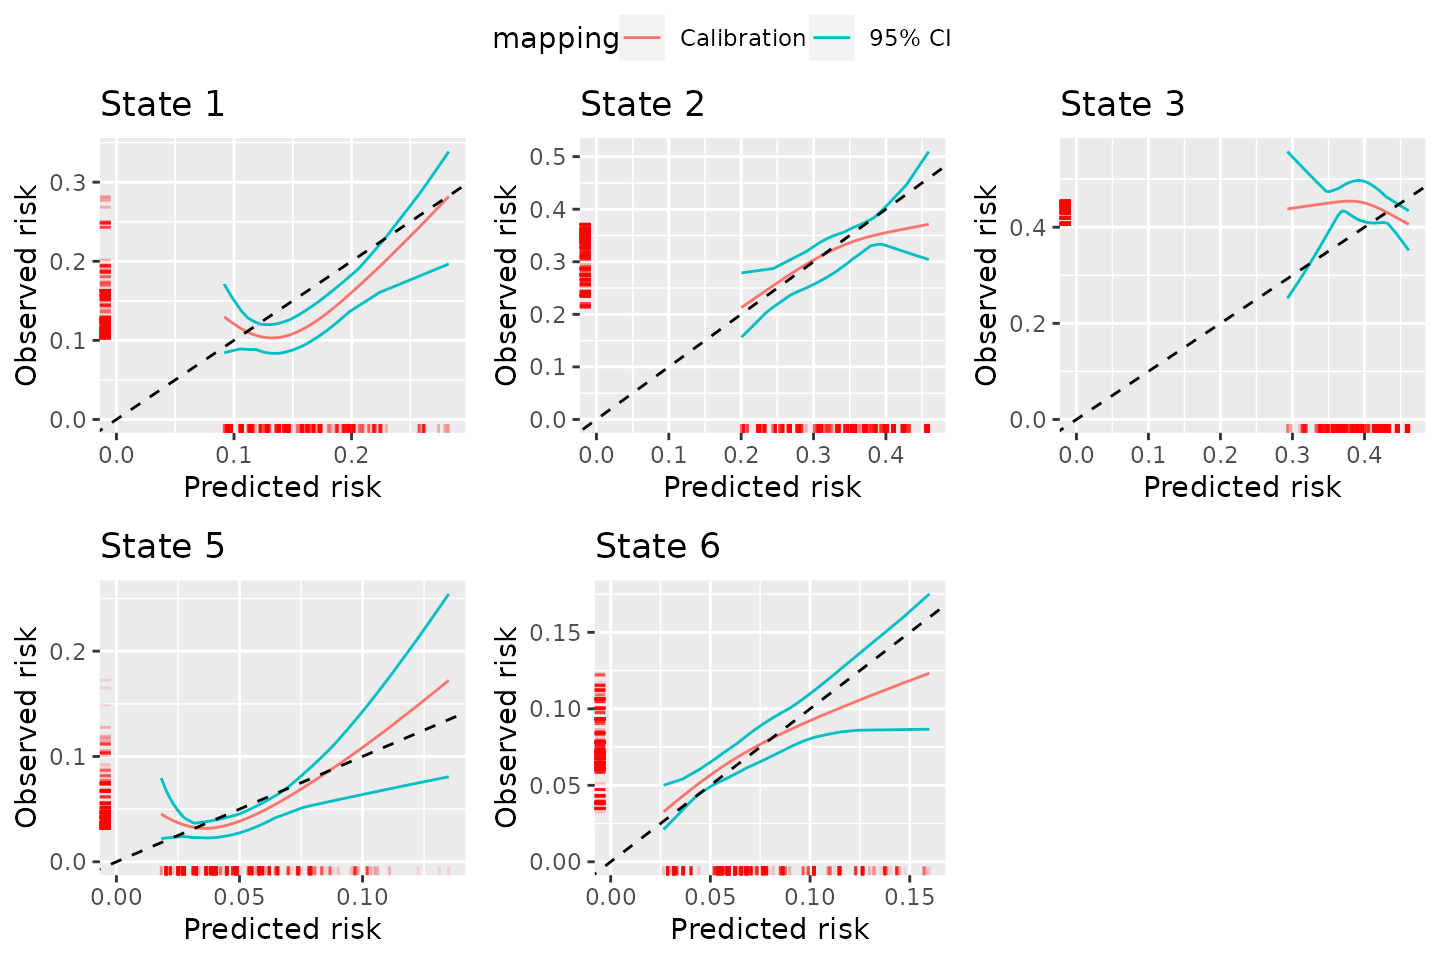 mapping Calibration 95% CI
State 1
Observed risk
0.3
0.2
0.1
0.0
0.0 0.1 0.2
Predicted risk
State 2
Observed risk
0.5
0.4
0.3
0.2
0.1
0.0
0.0 0.1 0.2 0.3 0.4
Predicted risk
State 3
Observed risk
0.4
0.2
0.0
0.0 0.1 0.2 0.3 0.4
Predicted risk
State 5
Observed risk
0.2
0.1
0.0
0.00 0.05 0.10
Predicted risk
State 6
Observed risk
0.15
0.10
0.05
0.00
0.00 0.05 0.10 0.15
Predicted risk